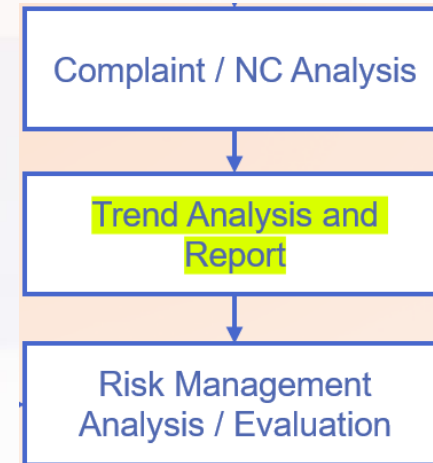 Complaint / NC Analysis
Trend Analysis and
Report
Risk Management
Analysis / Evaluation